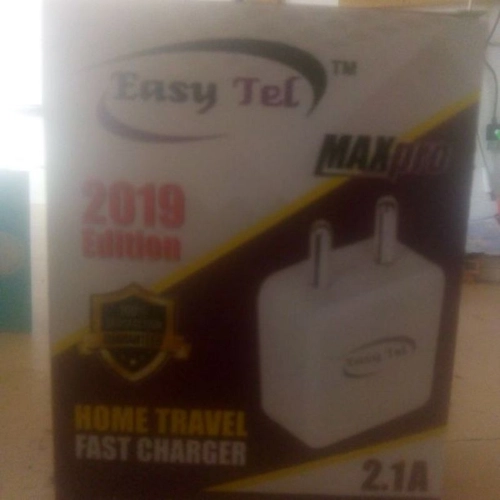 Easy Tel TM
MAXpro
2019
Edition
Easy Tel
HOME TRAVEL
FAST CHARGER
2.1A